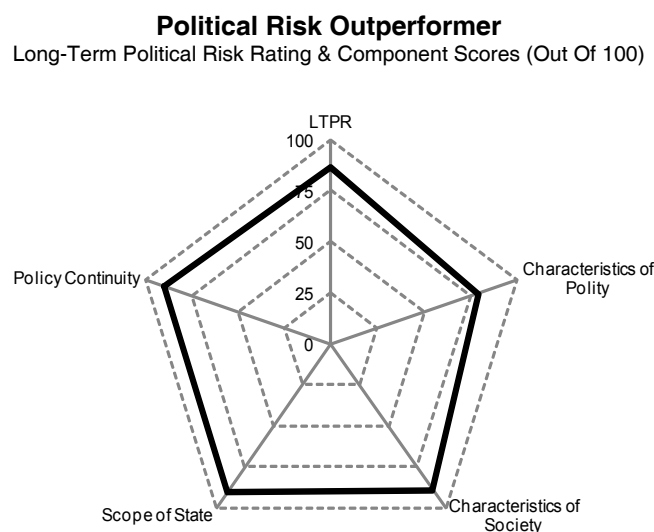 Political Risk Outperformer
Long-Term Political Risk Rating & Component Scores (Out Of 100)
LTPR
100
75
50
25
0
Characteristics of
Polity
Policy Continuity
Scope of State
Characteristics of
Society